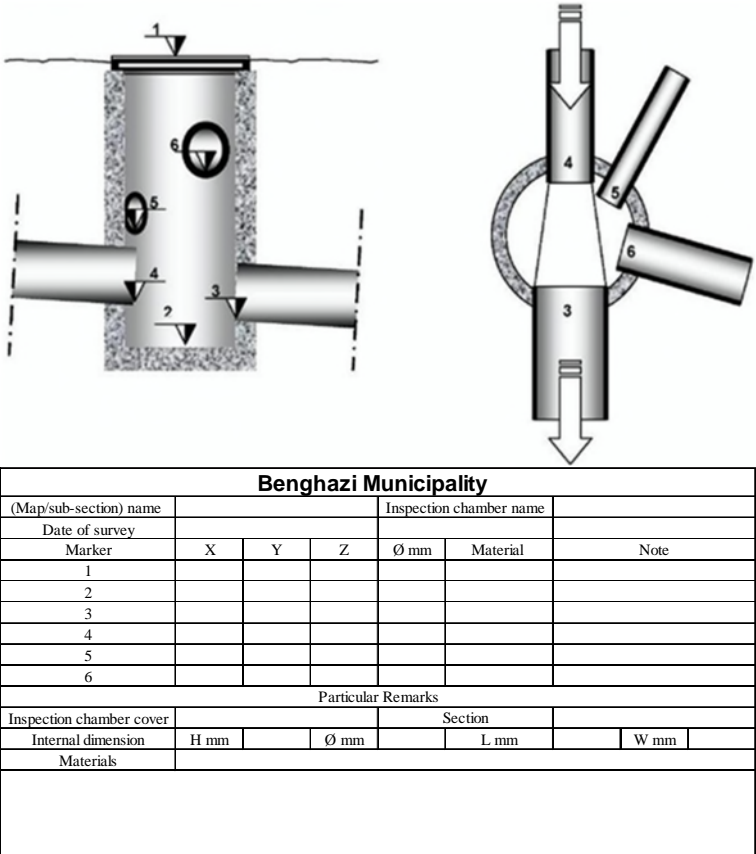 1
6
5
4
3
2
4
5
6
3
Benghazi Municipality
(Map/sub-section) name Inspection chamber name
Date of survey
Marker X Y Z Ø mm Material Note
1
2
3
4
5
6
Particular Remarks
Inspection chamber cover Section
Internal dimension H mm Ø mm L mm W mm
Materials